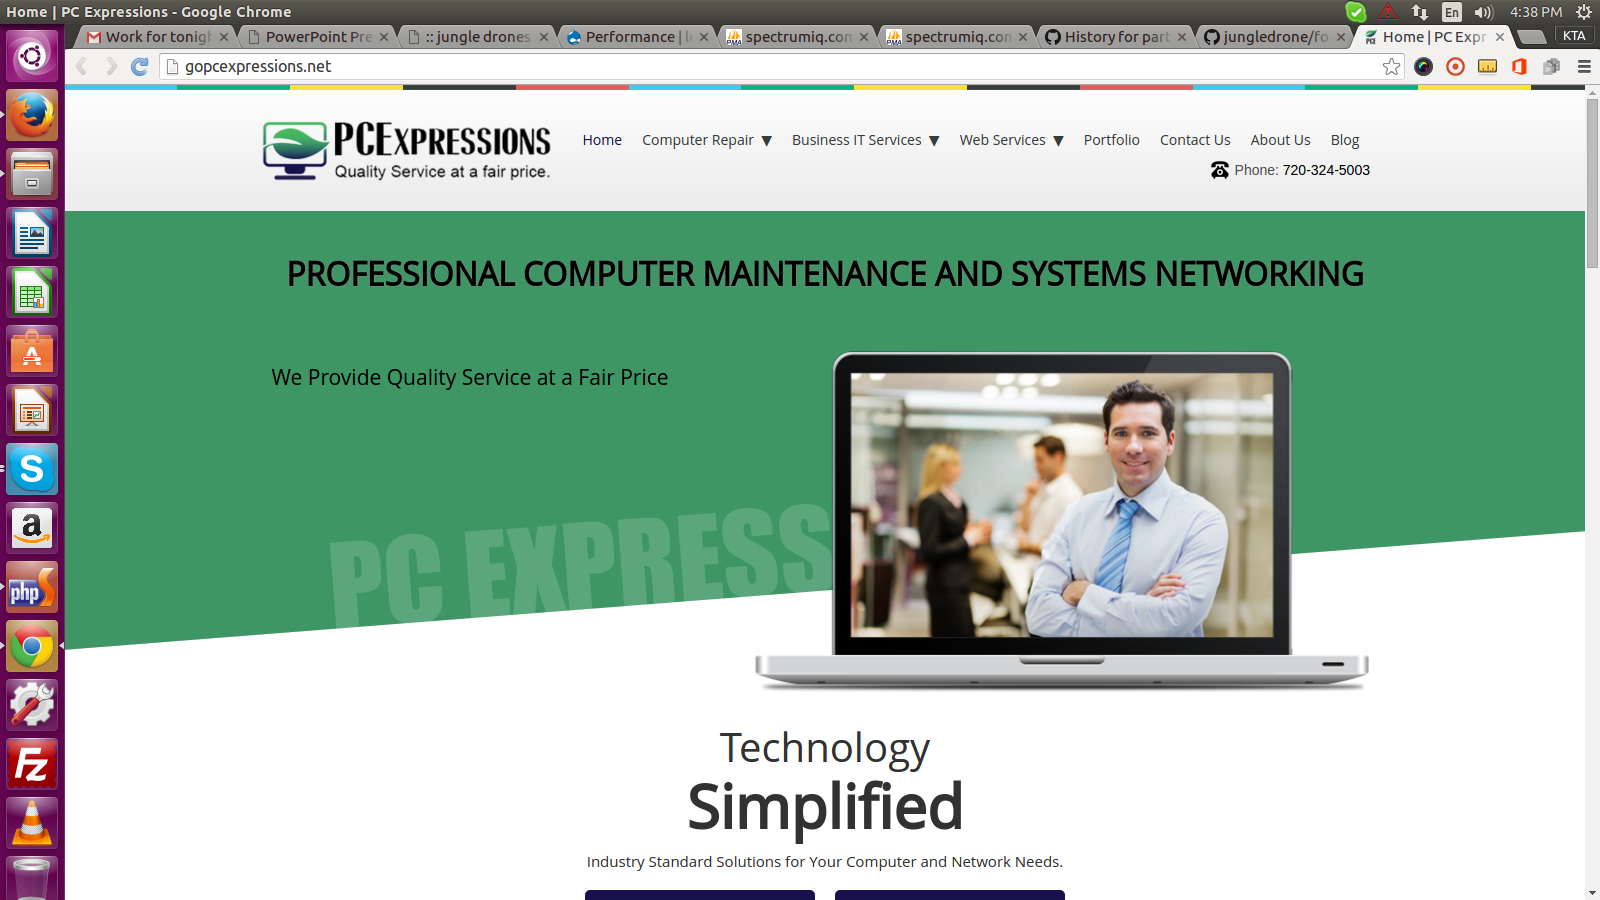 Home | PC Expressions - Google Chrome
En
4:38 PM
Work for tonigh
PowerPoint Pre
:: jungle drones
Performance | l
spectrumiq.con
spectrumiq.con
History for part
jungledrone/fo
Home | PC Expr
KTA
gopcexpressions.net
PCExpressions
Quality Service at a fair price.
Home
Computer Repair ▼
Business IT Services ▼
Web Services ▼
Portfolio
Contact Us
About Us
Blog
Phone: 720-324-5003
PROFESSIONAL COMPUTER MAINTENANCE AND SYSTEMS NETWORKING
We Provide Quality Service at a Fair Price
PC EXPRESS
Technology
Simplified
Industry Standard Solutions for Your Computer and Network Needs.